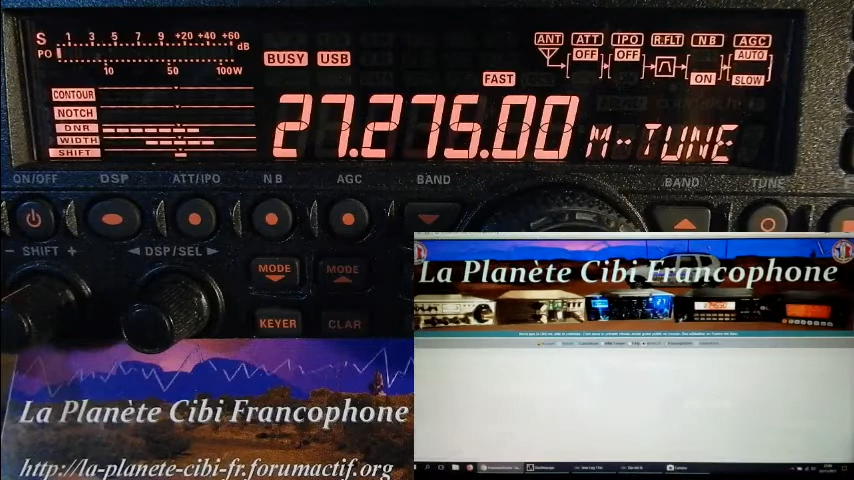 S 1 3 5 7 9 +20 +40 +60 dB
PO
10 50 100W
BUSY USB
FAST
ANT ATT IPO R.FLT NB AGC
OFF OFF AUTO
ON SLOW
CONTOUR
NOTCH
DNR
WIDTH
SHIFT
27.275.00 M-TUNE
ON/OFF DSP ATT/IPO NB AGC BAND BAND TUNE
− SHIFT + ◄ DSP/SEL ►
MODE MODE
KEYER CLAR
La Planète Cibi Francophone
La Planète Cibi Francophone
http://la-planete-cibi-fr.forumactif.org